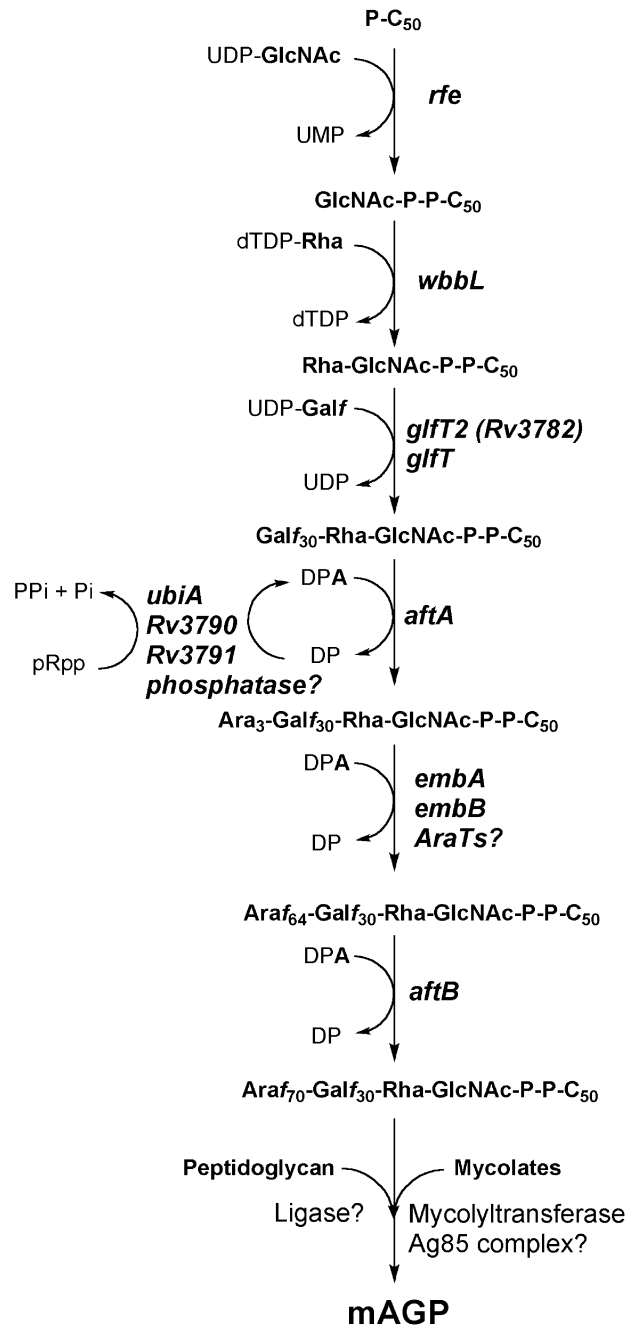 P-C50
UDP-GlcNAc
rfe
UMP
GlcNAc-P-P-C50
dTDP-Rha
wbbL
dTDP
Rha-GlcNAc-P-P-C50
UDP-Galf
glfT2 (Rv3782)
glfT
UDP
Galf30-Rha-GlcNAc-P-P-C50
PPi + Pi
ubiA
Rv3790
Rv3791
phosphatase?
pRpp
DPA
aftA
DP
Ara3-Galf30-Rha-GlcNAc-P-P-C50
DPA
embA
embB
AraTs?
DP
Araf64-Galf30-Rha-GlcNAc-P-P-C50
DPA
aftB
DP
Araf70-Galf30-Rha-GlcNAc-P-P-C50
Peptidoglycan
Mycolates
Ligase?
Mycolyltransferase
Ag85 complex?
mAGP